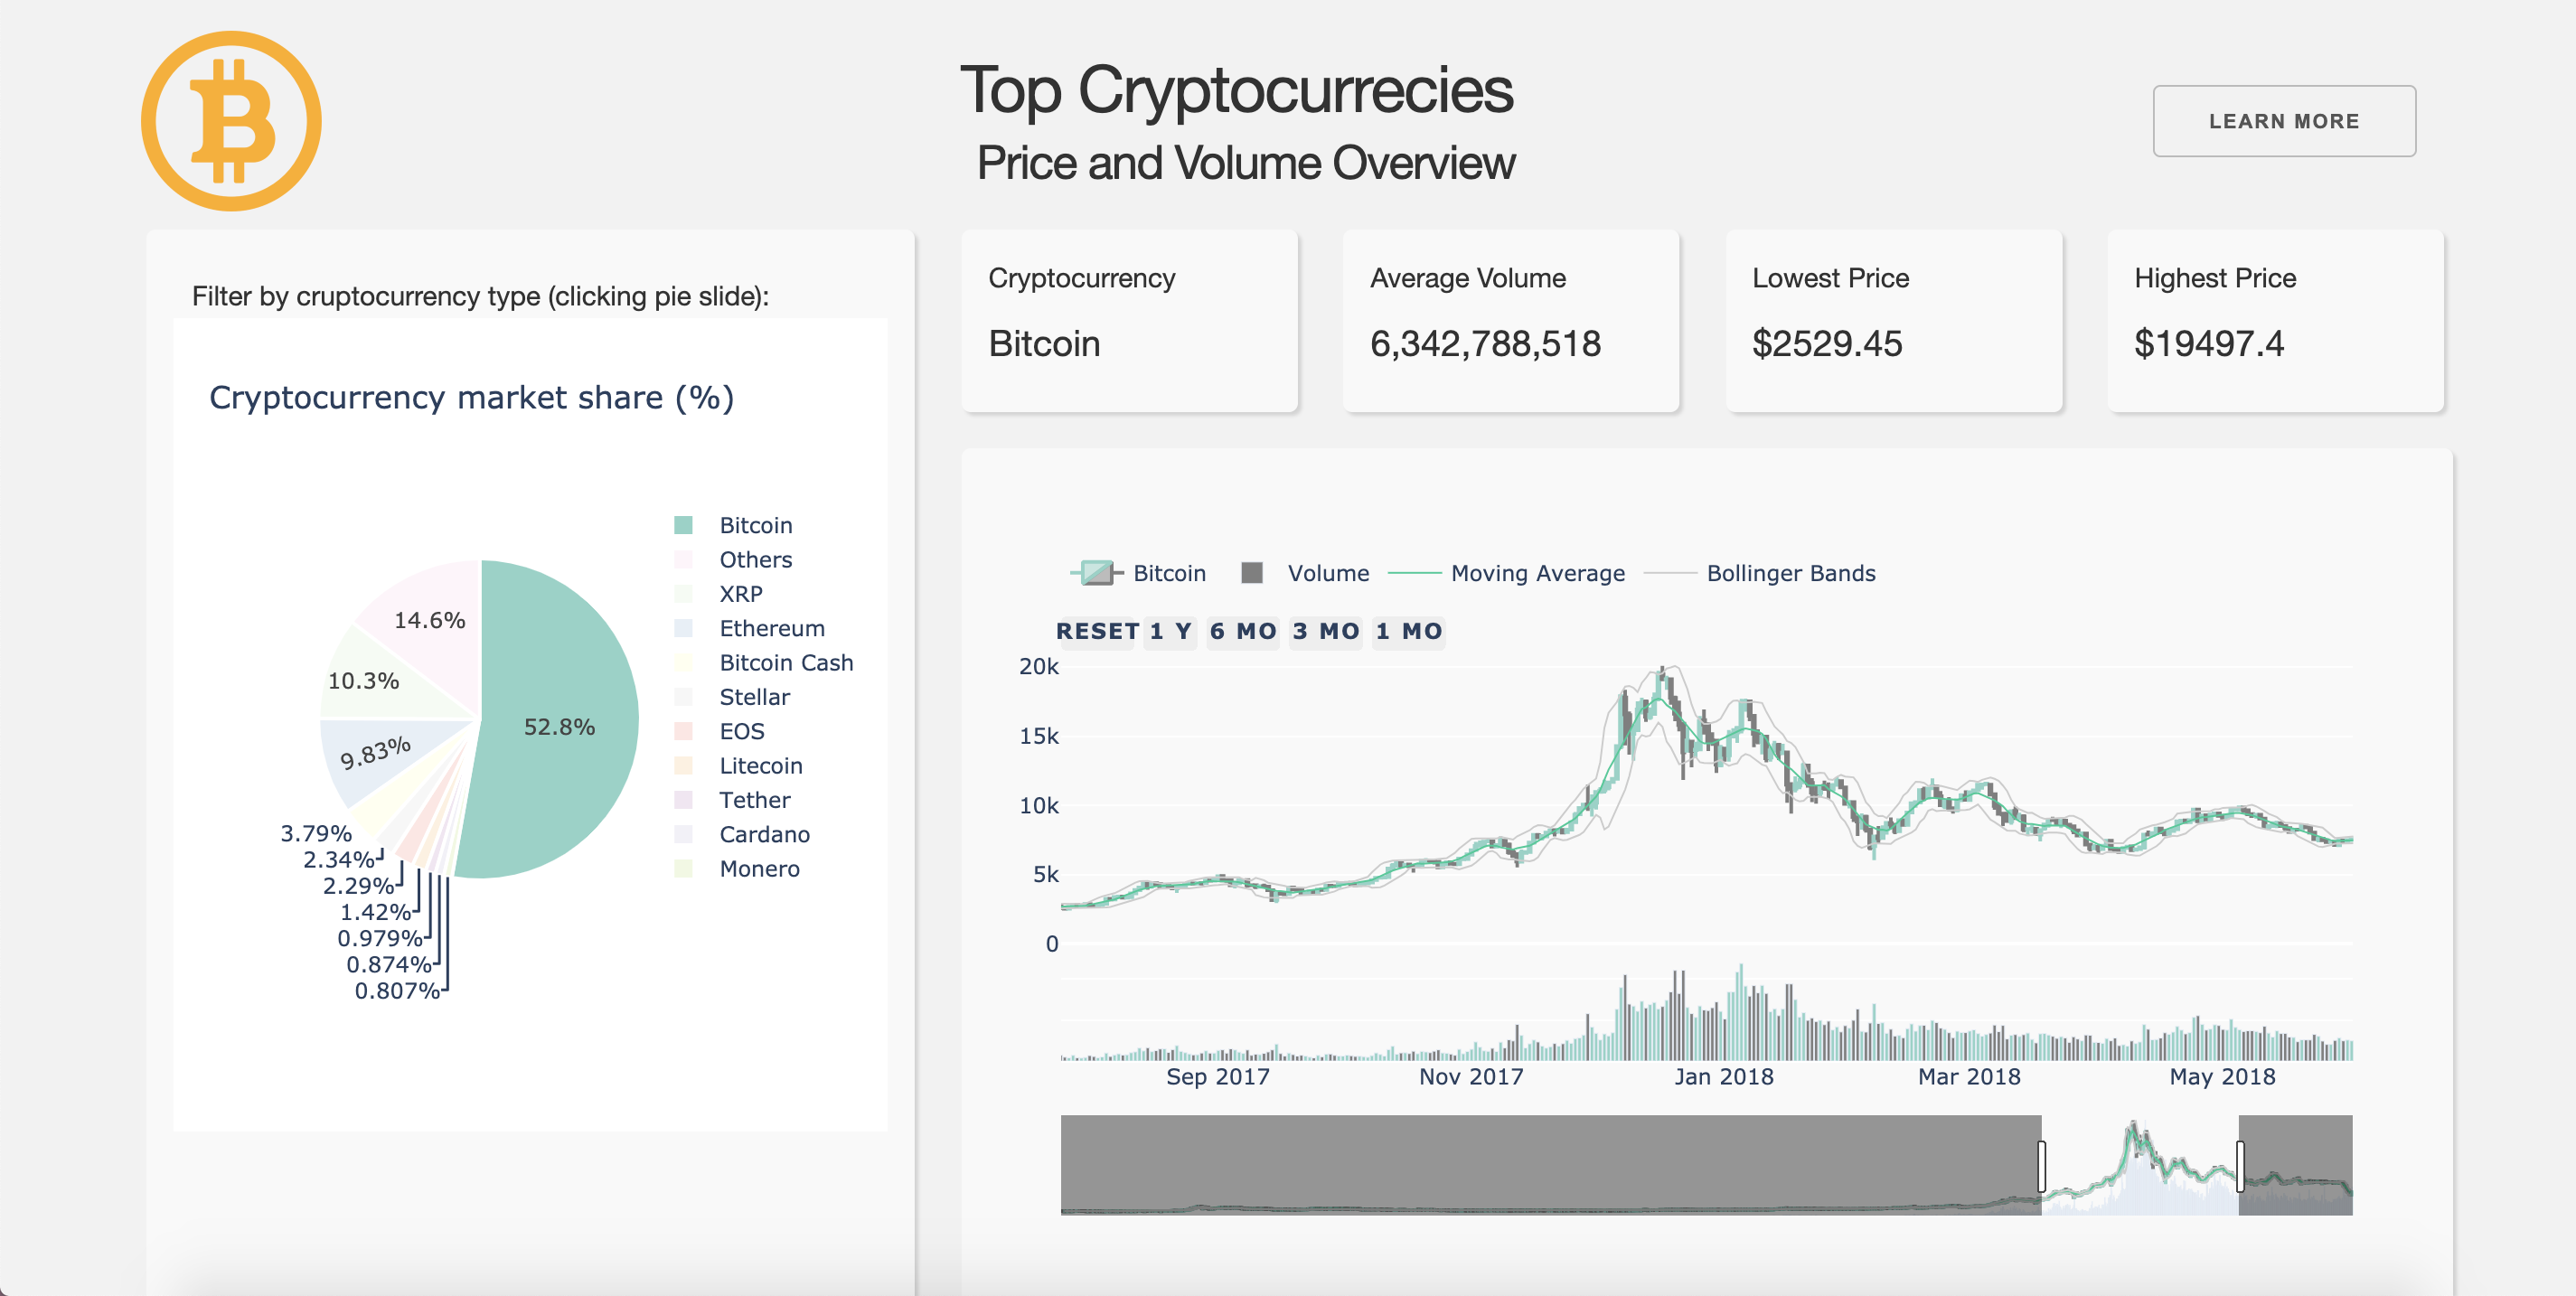 Top Cryptocurrecies
Price and Volume Overview
LEARN MORE
Filter by cruptocurrency type (clicking pie slide):
Cryptocurrency market share (%)
14.6%
10.3%
9.83%
52.8%
3.79%
2.34%
2.29%
1.42%
0.979%
0.874%
0.807%
Bitcoin
Others
XRP
Ethereum
Bitcoin Cash
Stellar
EOS
Litecoin
Tether
Cardano
Monero
Cryptocurrency
Bitcoin
Average Volume
6,342,788,518
Lowest Price
$2529.45
Highest Price
$19497.4
Bitcoin Volume Moving Average Bollinger Bands
RESET 1 Y 6 MO 3 MO 1 MO
20k
15k
10k
5k
0
Sep 2017 Nov 2017 Jan 2018 Mar 2018 May 2018